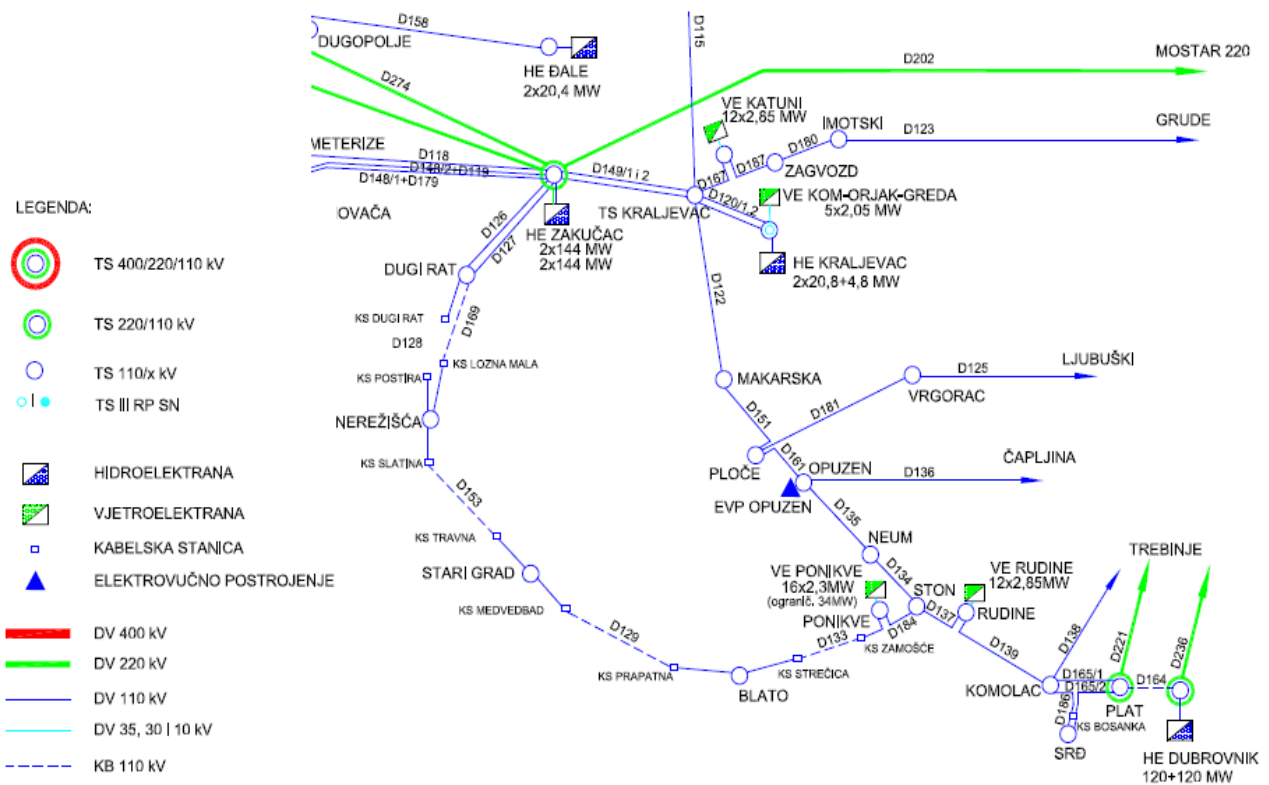 D158
DUGOPOLJE
D115
D202
MOSTAR 220
HE ĐALE
2x20,4 MW
D274
VE KATUNI
12x2,85 MW
IMOTSKI
D123
GRUDE
METERIZE
D118
D148/2+D119
D148/1+D179
D149/1 i 2
D167
D187
D180
ZAGVOZD
D120/1,2
VE KOM-ORJAK-GREDA
5x2,05 MW
LEGENDA:
IOVAČA
TS KRALJEVAC
D126
D127
HE ZAKUČAC
2x144 MW
2x144 MW
TS 400/220/110 kV
DUGI RAT
HE KRALJEVAC
2x20,8+4,8 MW
D122
KS DUGI RAT
D169
TS 220/110 kV
D128
KS LOZNA MALA
LJUBUŠKI
D125
TS 110/x kV
KS POSTIRA
MAKARSKA
VRGORAC
TS III RP SN
D151
D181
NEREŽIŠĆA
KS SLATINA
D161
PLOČE
OPUZEN
D136
ČAPLJINA
HIDROELEKTRANA
D153
EVP OPUZEN
D135
VJETROELEKTRANA
KS TRAVNA
NEUM
KABELSKA STANICA
TREBINJE
STARI GRAD
VE PONIKVE
16x2,3MW
(ogranič. 34MW)
D134
STON
VE RUDINE
12x2,85MW
ELEKTROVUČNO POSTROJENJE
KS MEDVEDBAD
PONIKVE
D184
D137
RUDINE
DV 400 kV
D129
D133
KS ZAMOŠĆE
D139
D138
D221
D236
DV 220 kV
KS PRAPATNA
KS STREČICA
BLATO
KOMOLAC
D165/1
D165/2
D164
DV 110 kV
D186
PLAT
KS BOSANKA
DV 35, 30 I 10 kV
SRĐ
HE DUBROVNIK
120+120 MW
KB 110 kV